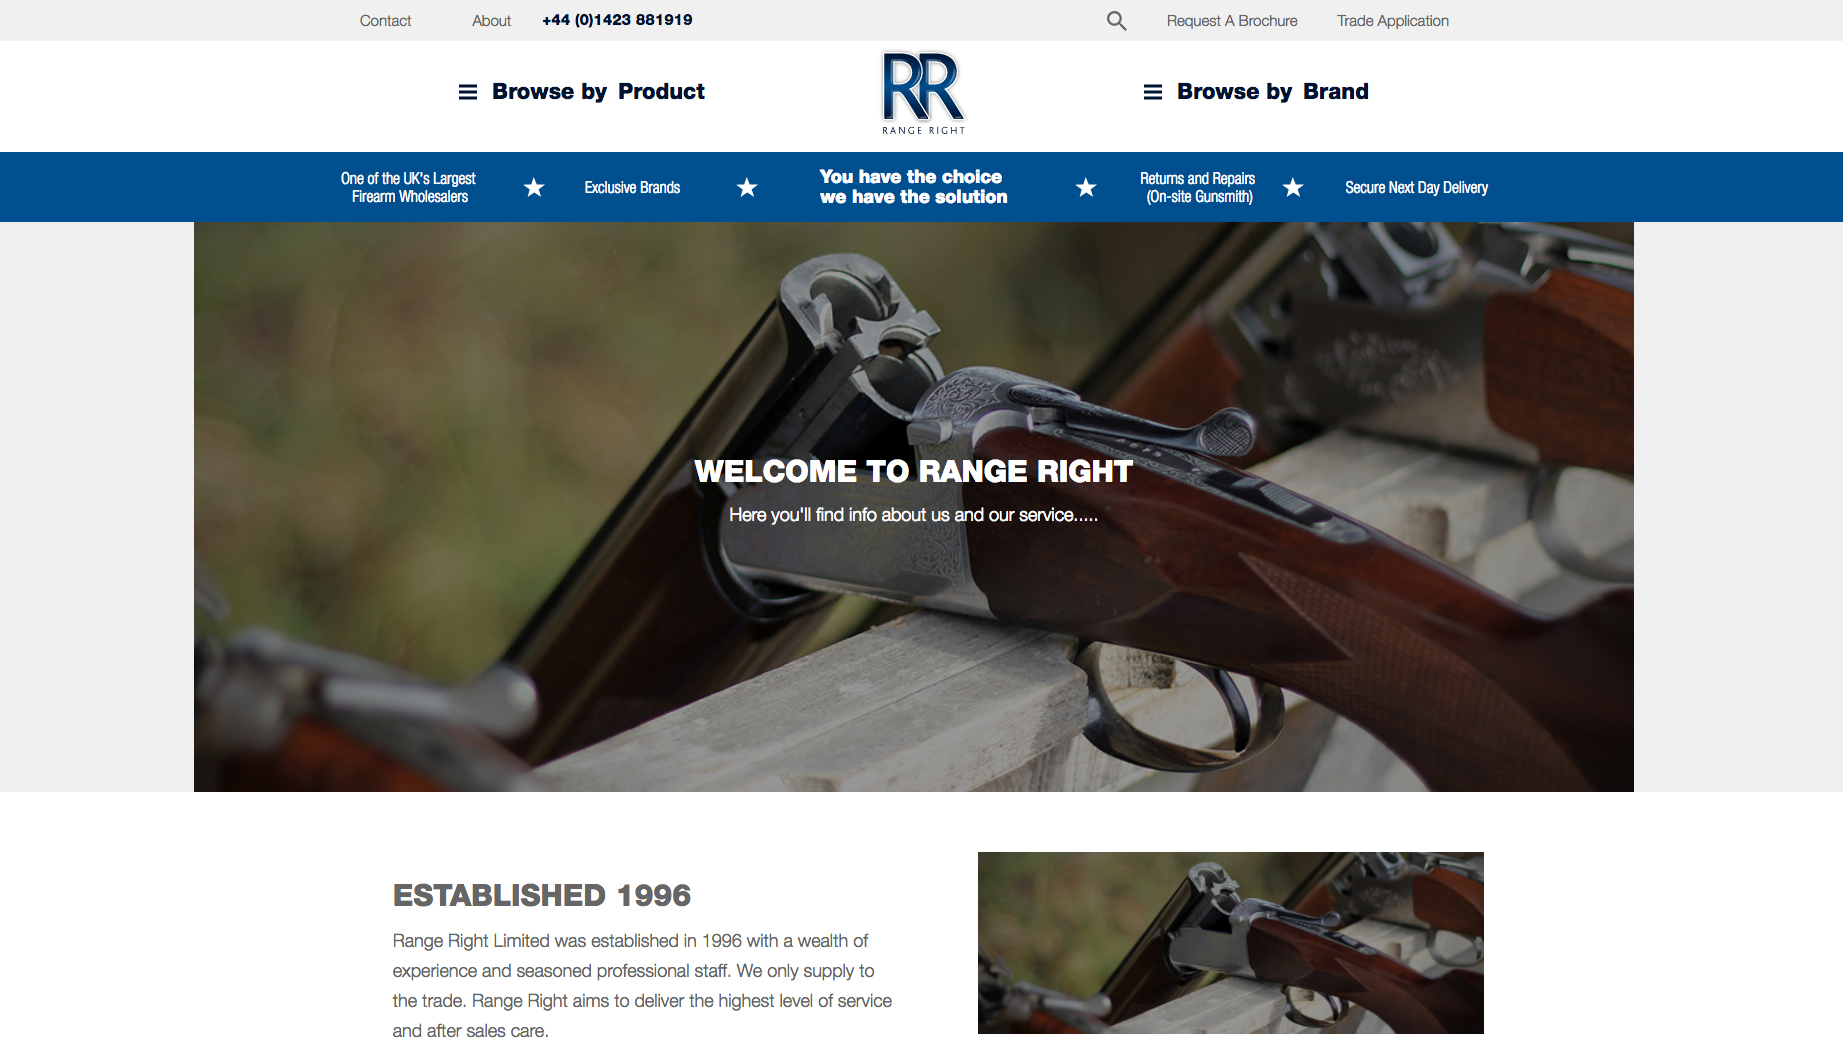 Contact About +44 (0)1423 881919 Request A Brochure Trade Application
Browse by Product
RR
RANGE RIGHT
Browse by Brand
One of the UK's Largest
Firearm Wholesalers
Exclusive Brands
You have the choice
we have the solution
Returns and Repairs
(On-site Gunsmith)
Secure Next Day Delivery
WELCOME TO RANGE RIGHT
Here you'll find info about us and our service.....
ESTABLISHED 1996
Range Right Limited was established in 1996 with a wealth of
experience and seasoned professional staff. We only supply to
the trade. Range Right aims to deliver the highest level of service
and after sales care.